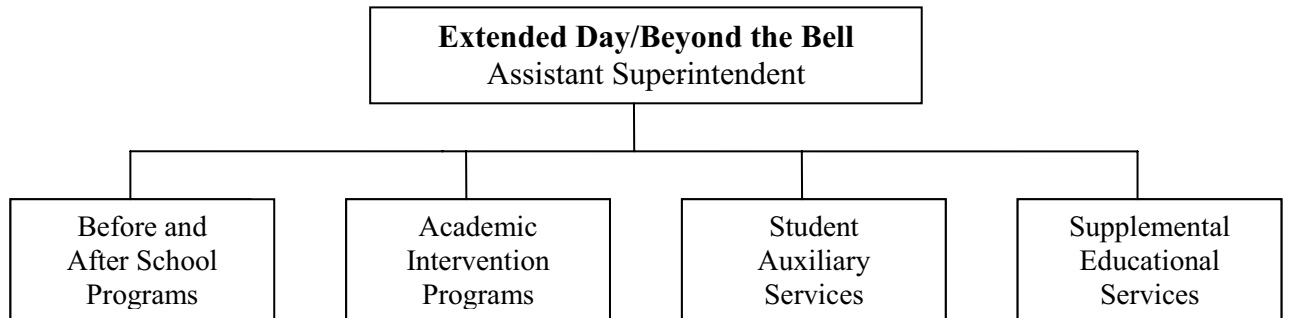 Extended Day/Beyond the Bell
Assistant Superintendent
Before and
After School
Programs
Academic
Intervention
Programs
Student
Auxiliary
Services
Supplemental
Educational
Services